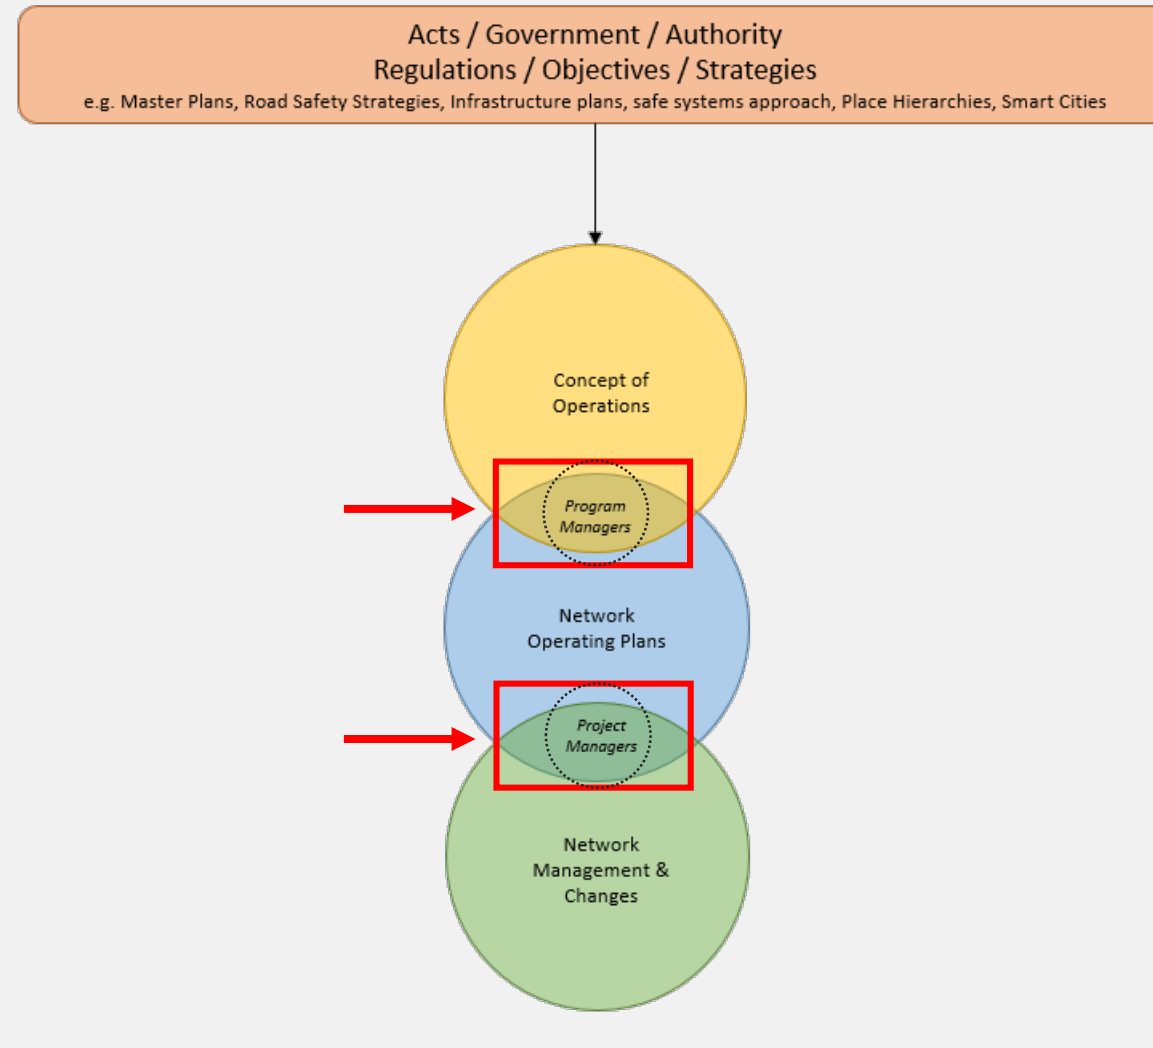 Acts / Government / Authority
Regulations / Objectives / Strategies
e.g. Master Plans, Road Safety Strategies, Infrastructure plans, safe systems approach, Place Hierarchies, Smart Cities
Concept of
Operations
Program
Managers
Network
Operating Plans
Project
Managers
Network
Management &
Changes